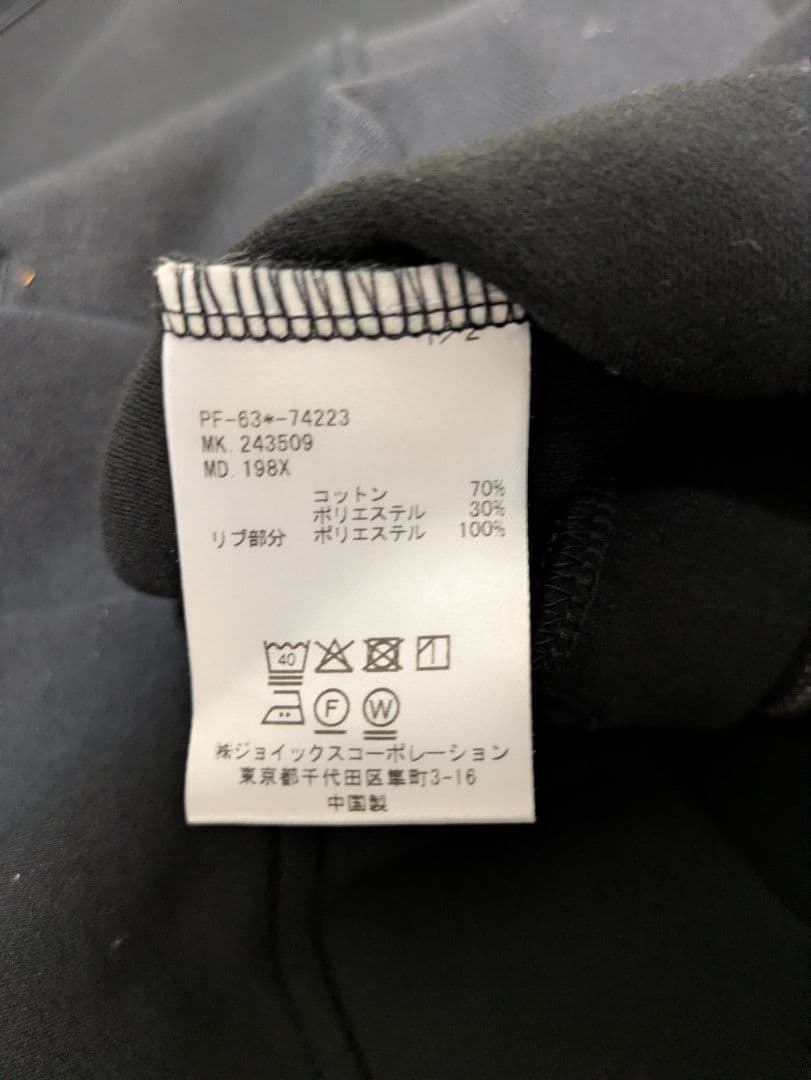 PF-63*-74223
MK. 243509
MD. 198X
コットン 70%
ポリエステル 30%
リブ部分 ポリエステル 100%
40
F W
㈱ジョイックスコーポレーション
東京都千代田区隼町3-16
中国製